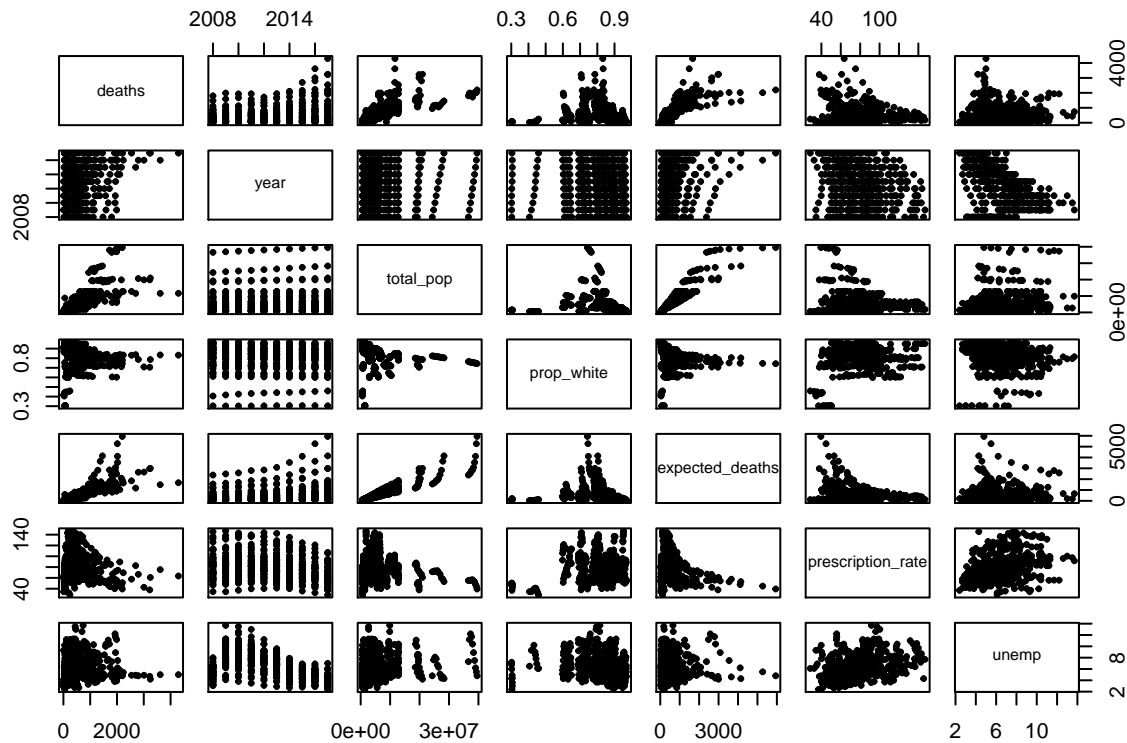 2008 2014 0.3 0.6 0.9 40 100
deaths
0 4000
year
2008
total_pop
0e+00
prop_white
0.3 0.8
expected_deaths
0 5000
prescription_rate
40 140
unemp
2 8
0 2000 0e+00 3e+07 0 3000 2 6 10